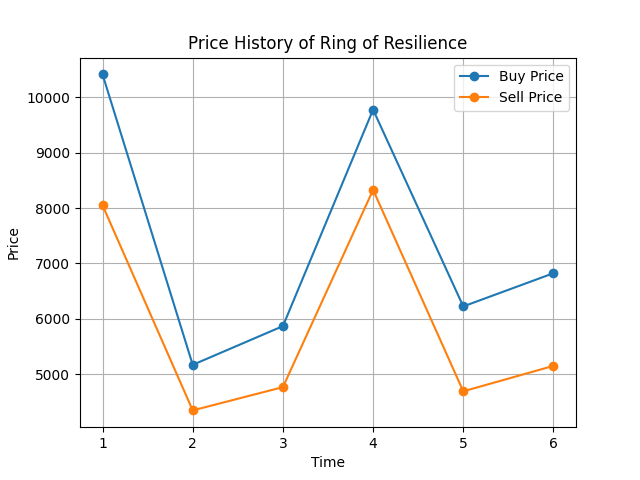 Price History of Ring of Resilience
Buy Price
Sell Price
10000
9000
8000
7000
6000
5000
Price
1 2 3 4 5 6
Time